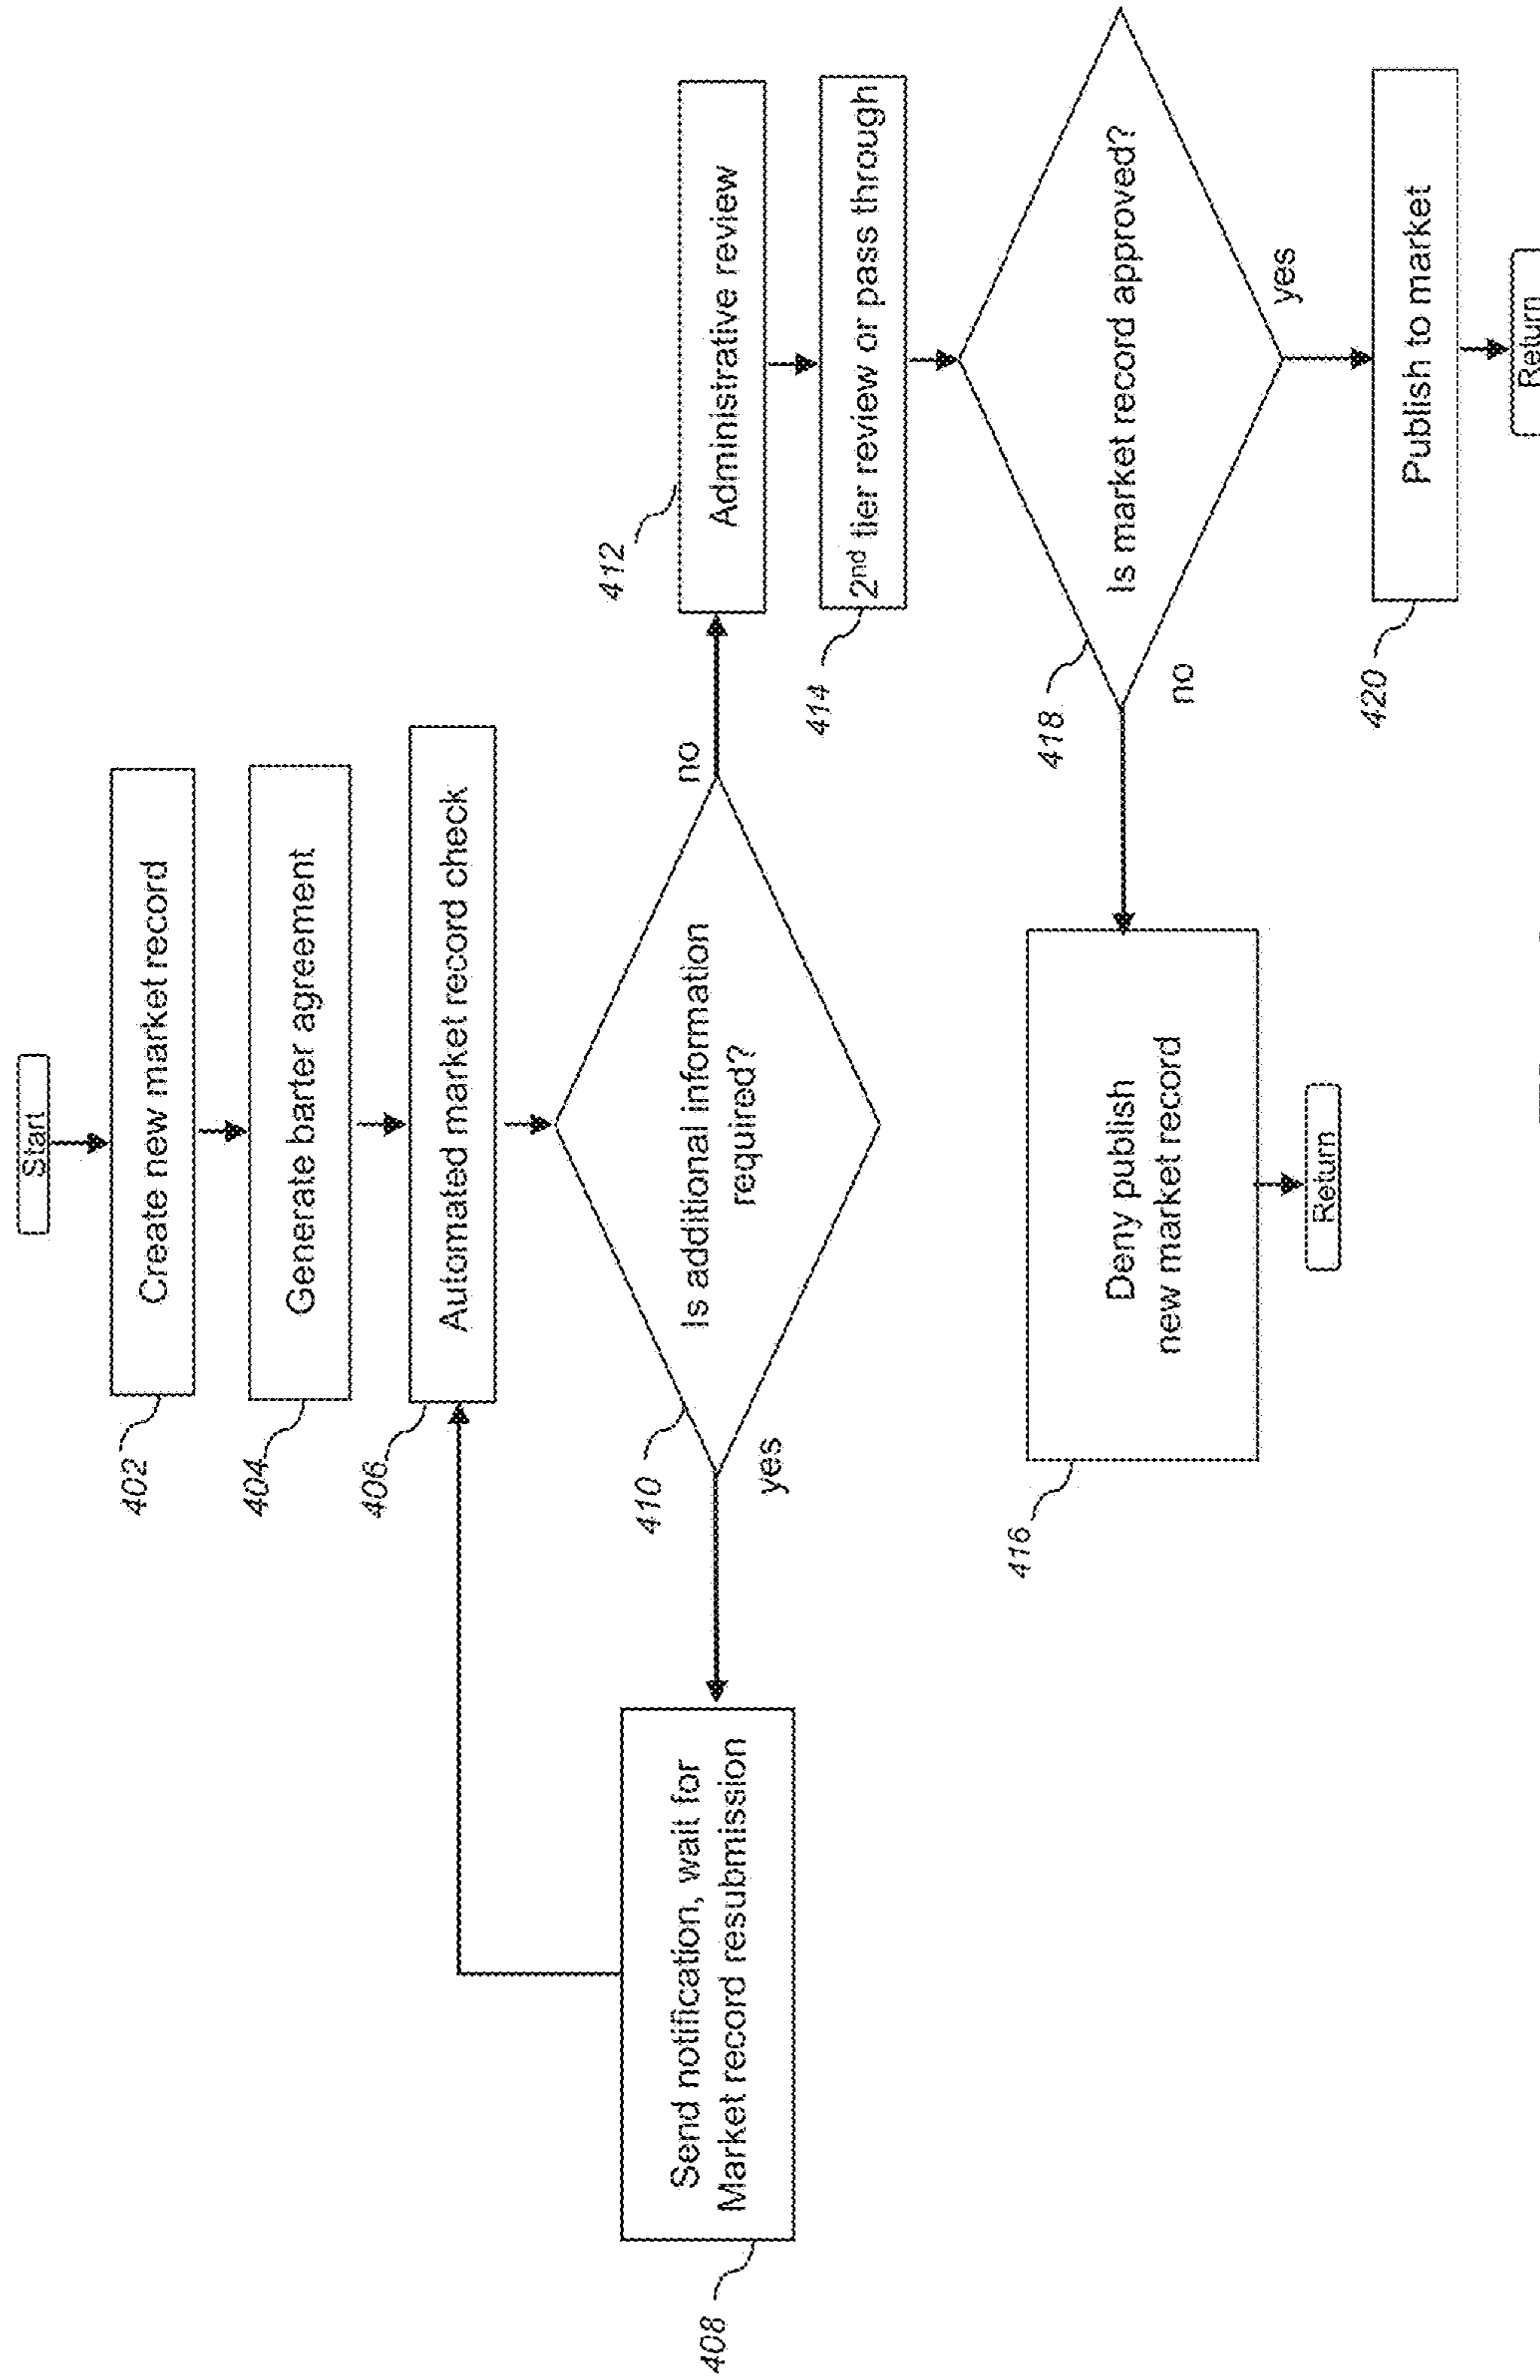 Start
Create new market record
402
Generate barter agreement
404
Automated market record check
406
Is additional information
required?
410
yes
no
Send notification, wait for
Market record resubmission
408
Administrative review
412
2nd tier review or pass through
414
Is market record approved?
418
no
yes
Deny publish
new market record
416
Return
Publish to market
420
Return